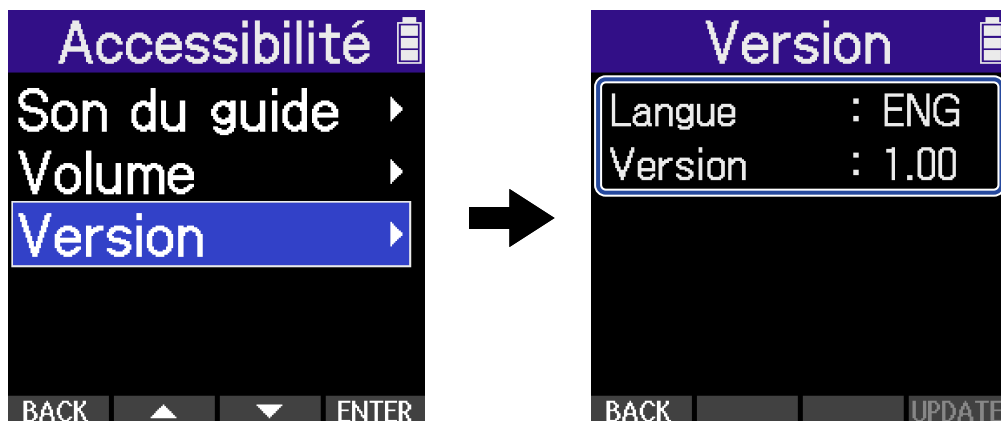 Accessibilité
Son du guide
Volume
Version
BACK ENTER
Version
Langue : ENG
Version : 1.00
BACK UPDATE